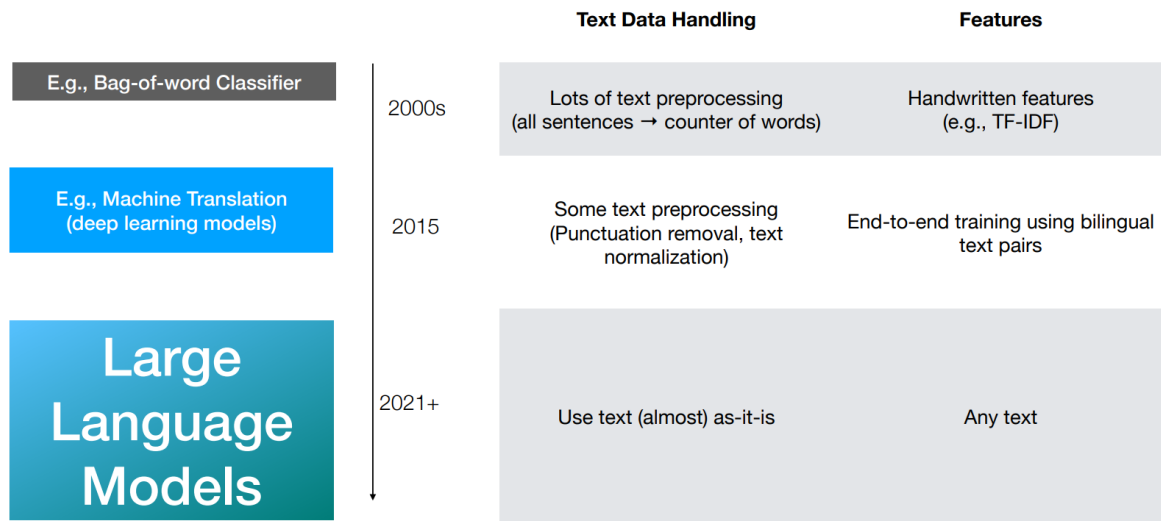 Text Data Handling
Features
E.g., Bag-of-word Classifier
2000s
Lots of text preprocessing
(all sentences → counter of words)
Handwritten features
(e.g., TF-IDF)
E.g., Machine Translation
(deep learning models)
2015
Some text preprocessing
(Punctuation removal, text
normalization)
End-to-end training using bilingual
text pairs
Large
Language
Models
2021+
Use text (almost) as-it-is
Any text